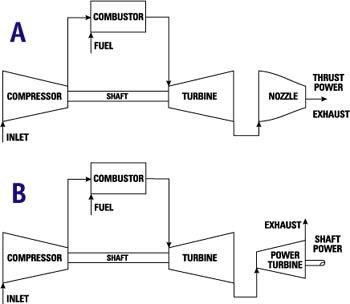 A
COMBUSTOR
FUEL
THRUST
POWER
COMPRESSOR
SHAFT
TURBINE
NOZZLE
EXHAUST
INLET
B
COMBUSTOR
FUEL
EXHAUST
SHAFT
POWER
COMPRESSOR
SHAFT
TURBINE
POWER
TURBINE
INLET